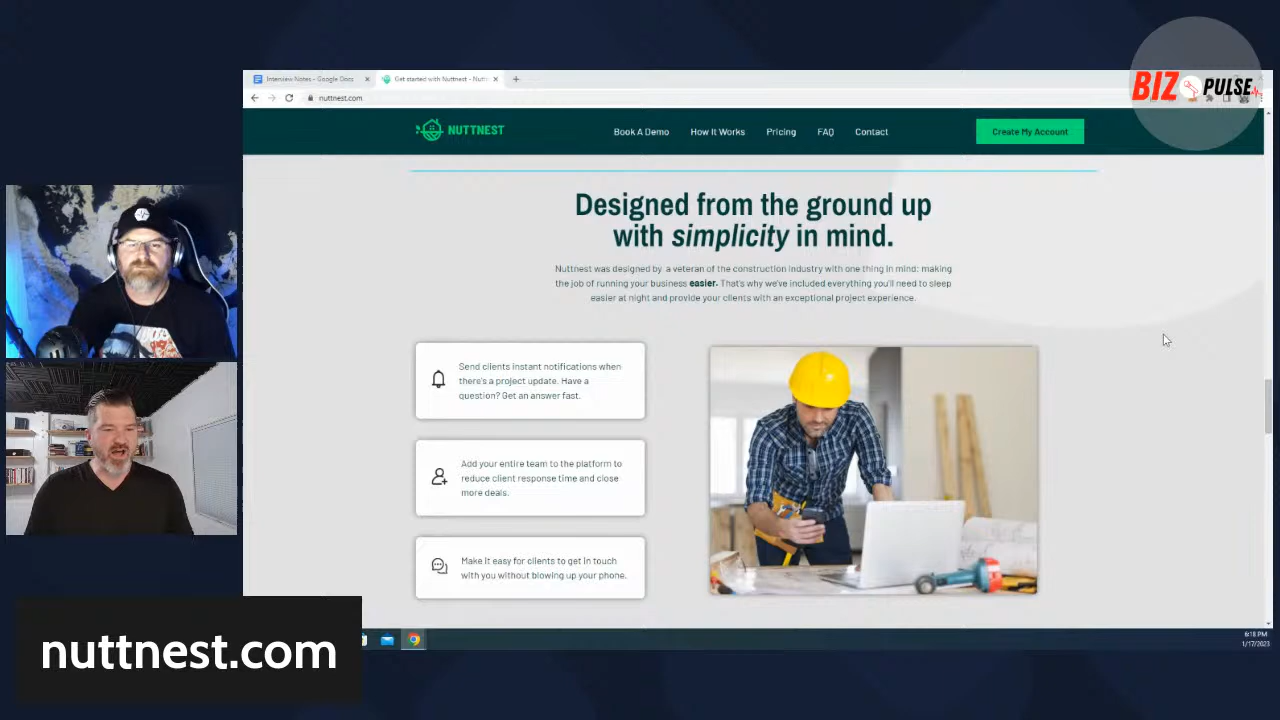 BIZ PULSE
Interview Notes - Google Docs
Get started with Nuttnest - Nutt
nuttnest.com
NUTTNEST
Book A Demo
How It Works
Pricing
FAQ
Contact
Create My Account
Designed from the ground up
with simplicity in mind.
Nuttnest was designed by a veteran of the construction industry with one thing in mind: making
the job of running your business easier. That's why we've included everything you'll need to sleep
easier at night and provide your clients with an exceptional project experience.
Send clients instant notifications when
there's a project update. Have a
question? Get an answer fast.
Add your entire team to the platform to
reduce client response time and close
more deals.
Make it easy for clients to get in touch
with you without blowing up your phone.
nuttnest.com
6:18 PM
1/17/2023